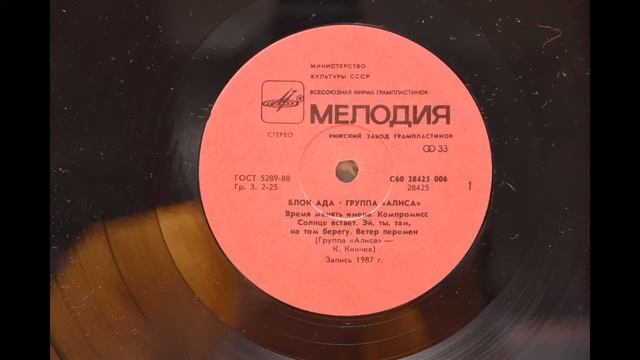 МИНИСТЕРСТВО
КУЛЬТУРЫ СССР
ВСЕСОЮЗНАЯ ФИРМА ГРАМПЛАСТИНОК
МЕЛОДИЯ
СТЕРЕО
РИЖСКИЙ ЗАВОД ГРАМПЛАСТИНОК
33
ГОСТ 5289-88
С60 28425 006
Гр. 3. 2-25
28425
1
БЛОК АДА · ГРУППА «АЛИСА»
Время менять имена. Компромисс
Солнце встает. Эй, ты, там,
на том берегу. Ветер перемен
(Группа «Алиса» —
К. Кинчев)
Запись 1987 г.